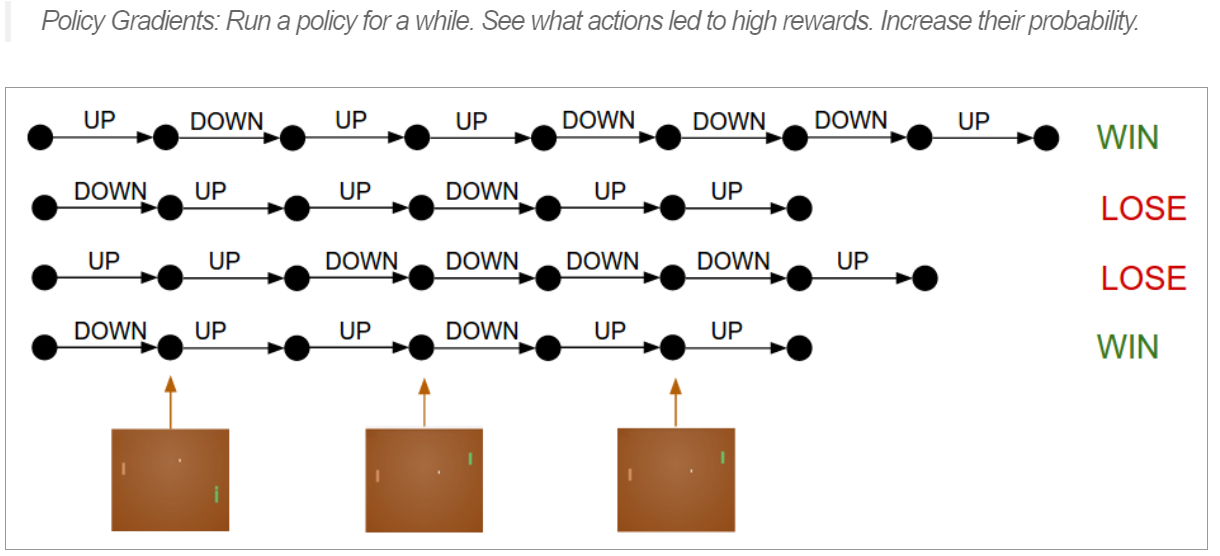 Policy Gradients: Run a policy for a while. See what actions led to high rewards. Increase their probability.
UP DOWN UP UP DOWN DOWN DOWN UP WIN
DOWN UP UP DOWN UP UP LOSE
UP UP DOWN DOWN DOWN DOWN UP LOSE
DOWN UP UP DOWN UP UP WIN